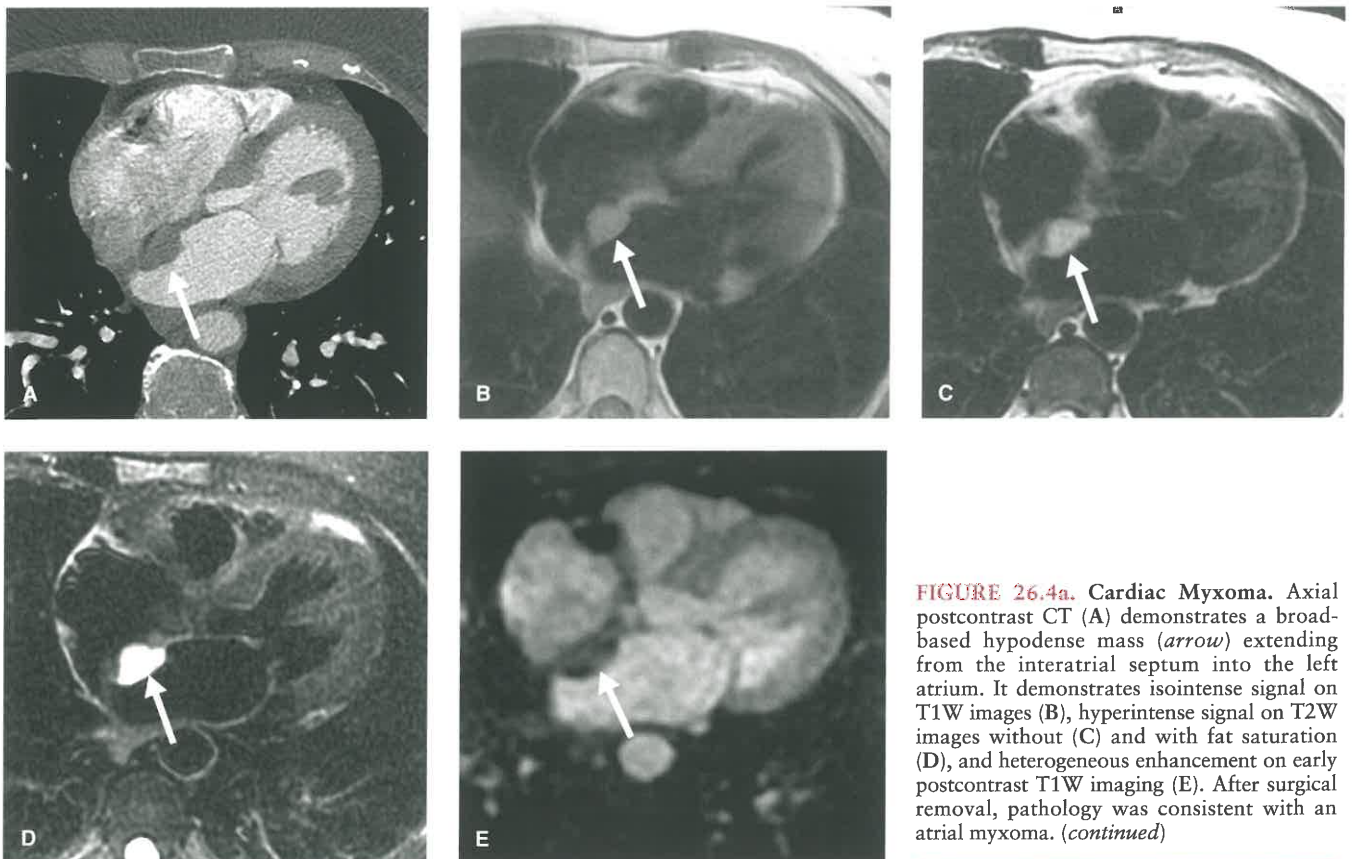 A
B
C
D
E
FIGURE 26.4a. Cardiac Myxoma. Axial
postcontrast CT (A) demonstrates a broad-
based hypodense mass (arrow) extending
from the interatrial septum into the left
atrium. It demonstrates isointense signal on
T1W images (B), hyperintense signal on T2W
images without (C) and with fat saturation
(D), and heterogeneous enhancement on early
postcontrast T1W imaging (E). After surgical
removal, pathology was consistent with an
atrial myxoma. (continued)